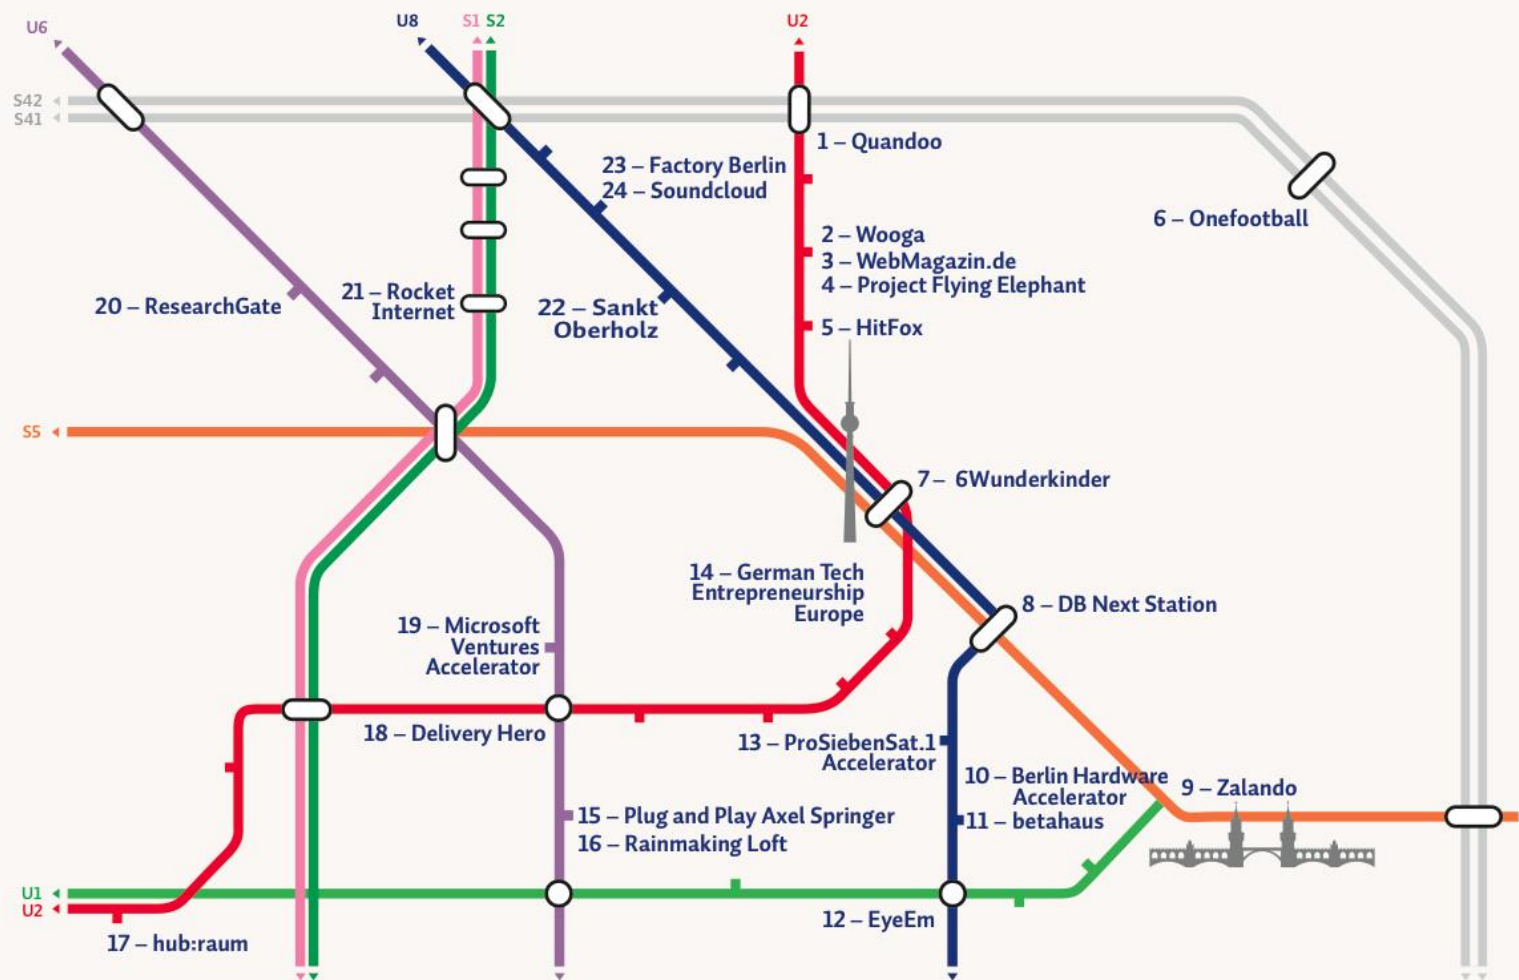 U6
U8
S1 S2
U2
S42
S41
1 – Quandoo
23 – Factory Berlin
24 – Soundcloud
6 – Onefootball
2 – Wooga
3 – WebMagazin.de
4 – Project Flying Elephant
20 – ResearchGate
21 – Rocket
Internet
22 – Sankt
Oberholz
5 – HitFox
S5
7 – 6Wunderkinder
14 – German Tech
Entrepreneurship
Europe
8 – DB Next Station
19 – Microsoft
Ventures
Accelerator
18 – Delivery Hero
13 – ProSiebenSat.1
Accelerator
10 – Berlin Hardware
Accelerator
11 – betahaus
9 – Zalando
15 – Plug and Play Axel Springer
16 – Rainmaking Loft
U1
U2
12 – EyeEm
17 – hub:raum